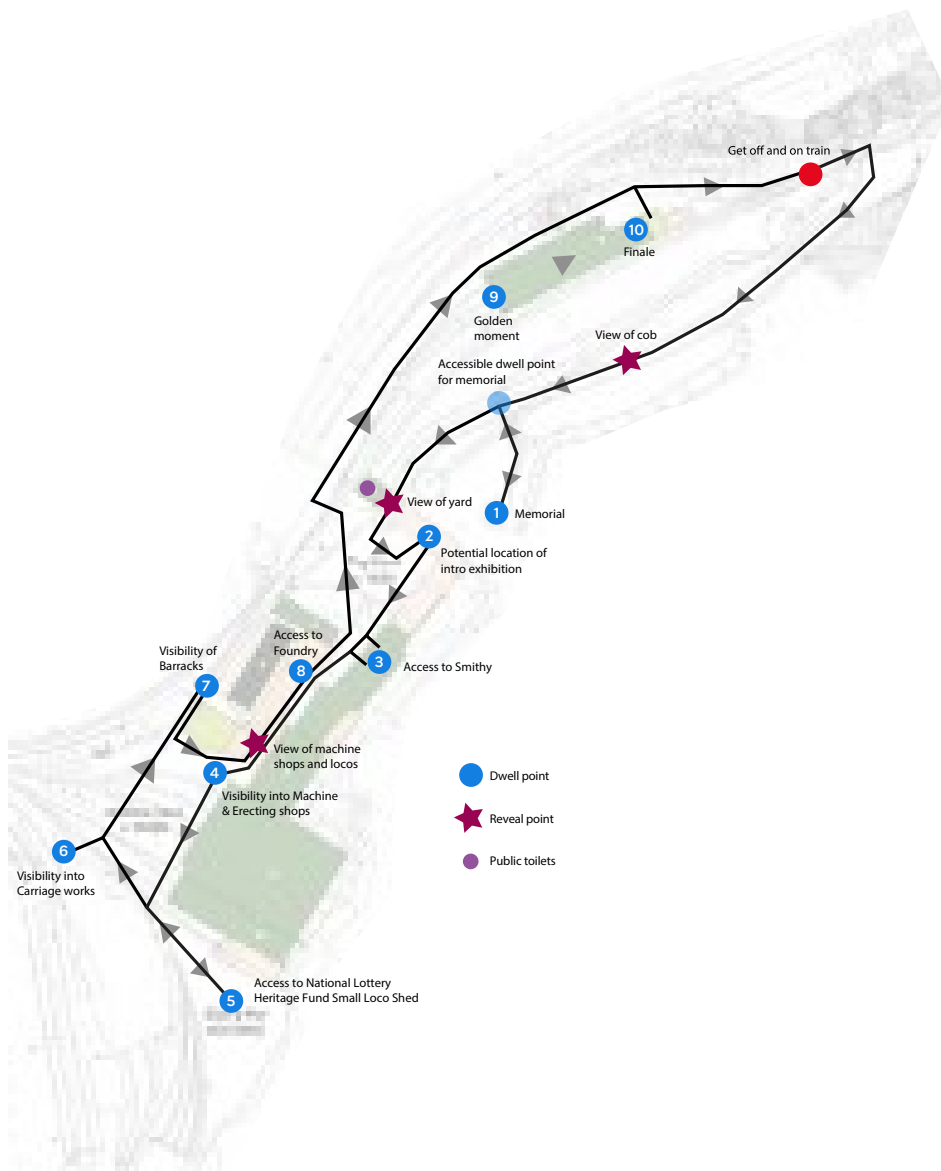 Get off and on train
10
Finale
9
Golden
moment
View of cob
Accessible dwell point
for memorial
View of yard
1
Memorial
2
Potential location of
intro exhibition
Access to
Foundry
8
3
Access to Smithy
Visibility of
Barracks
7
View of machine
shops and locos
4
Visibility into Machine
& Erecting shops
Dwell point
Reveal point
Public toilets
6
Visibility into
Carriage works
5
Access to National Lottery
Heritage Fund Small Loco Shed